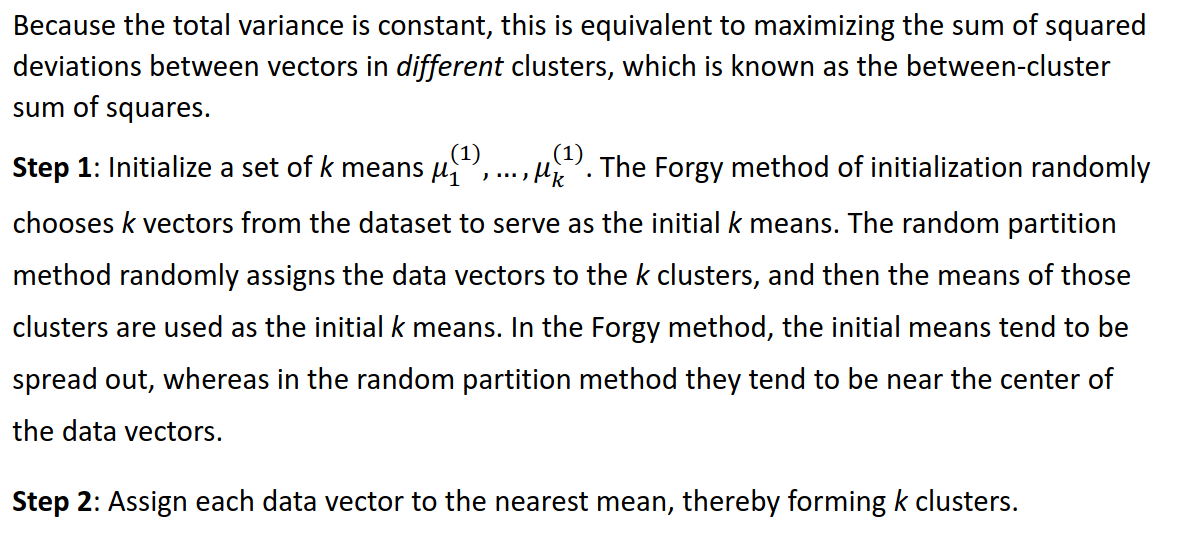 Because the total variance is constant, this is equivalent to maximizing the sum of squared
deviations between vectors in different clusters, which is known as the between-cluster
sum of squares.
Step 1: Initialize a set of k means μ₁⁽¹⁾, ..., μₖ⁽¹⁾. The Forgy method of initialization randomly
chooses k vectors from the dataset to serve as the initial k means. The random partition
method randomly assigns the data vectors to the k clusters, and then the means of those
clusters are used as the initial k means. In the Forgy method, the initial means tend to be
spread out, whereas in the random partition method they tend to be near the center of
the data vectors.
Step 2: Assign each data vector to the nearest mean, thereby forming k clusters.